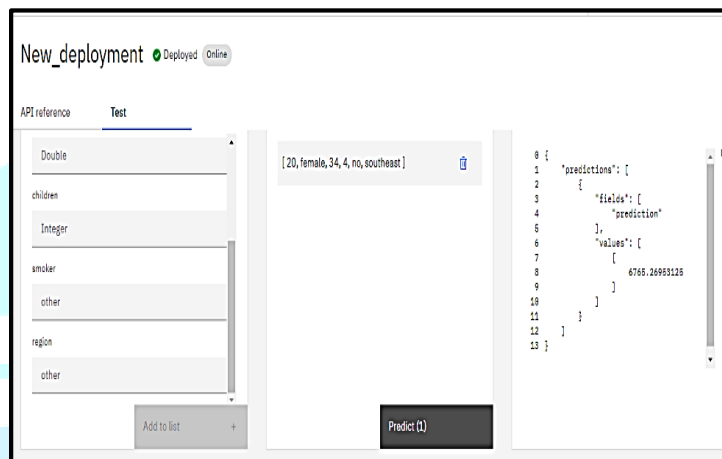 New_deployment Deployed Online
API reference Test
Double
children
Integer
smoker
other
region
other
Add to list +
[ 20, female, 34, 4, no, southeast ]
Predict (1)
0 {
1 "predictions": [
2 {
3 "fields": [
4 "prediction"
5 ],
6 "values": [
7 [
8 6765.26953125
9 ]
10 ]
11 }
12 ]
13 }